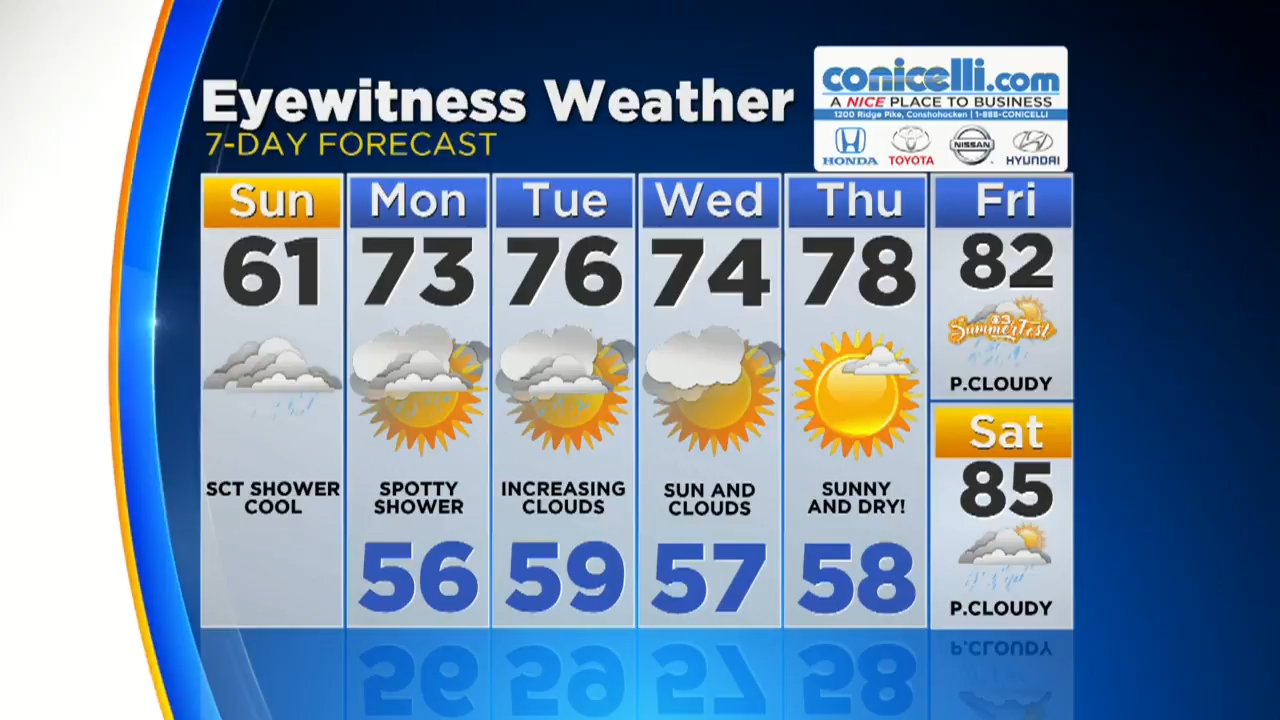 Eyewitness Weather
7-DAY FORECAST
conicelli.com
A NICE PLACE TO BUSINESS
1200 Ridge Pike, Conshohocken | 1-888-CONICELLI
HONDA TOYOTA NISSAN HYUNDAI
Sun
61
SCT SHOWER
COOL
Mon
73
SPOTTY
SHOWER
56
Tue
76
INCREASING
CLOUDS
59
Wed
74
SUN AND
CLOUDS
57
Thu
78
SUNNY
AND DRY!
58
Fri
82
3
SummerFest
P.CLOUDY
Sat
85
P.CLOUDY